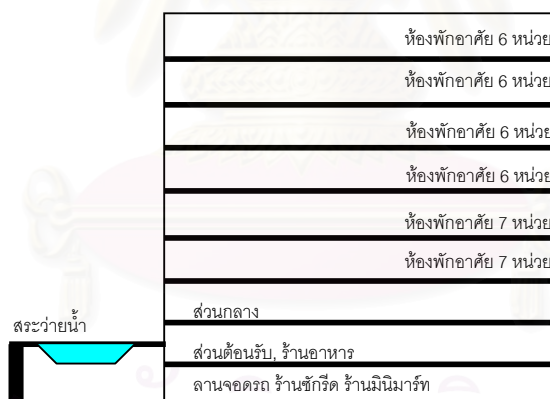 ห้องพักอาศัย 6 หน่วย
ห้องพักอาศัย 6 หน่วย
ห้องพักอาศัย 6 หน่วย
ห้องพักอาศัย 6 หน่วย
ห้องพักอาศัย 7 หน่วย
ห้องพักอาศัย 7 หน่วย
ส่วนกลาง
สระว่ายน้ำ
ส่วนต้อนรับ, ร้านอาหาร
ลานจอดรถ ร้านซักรีด ร้านมินิมาร์ท